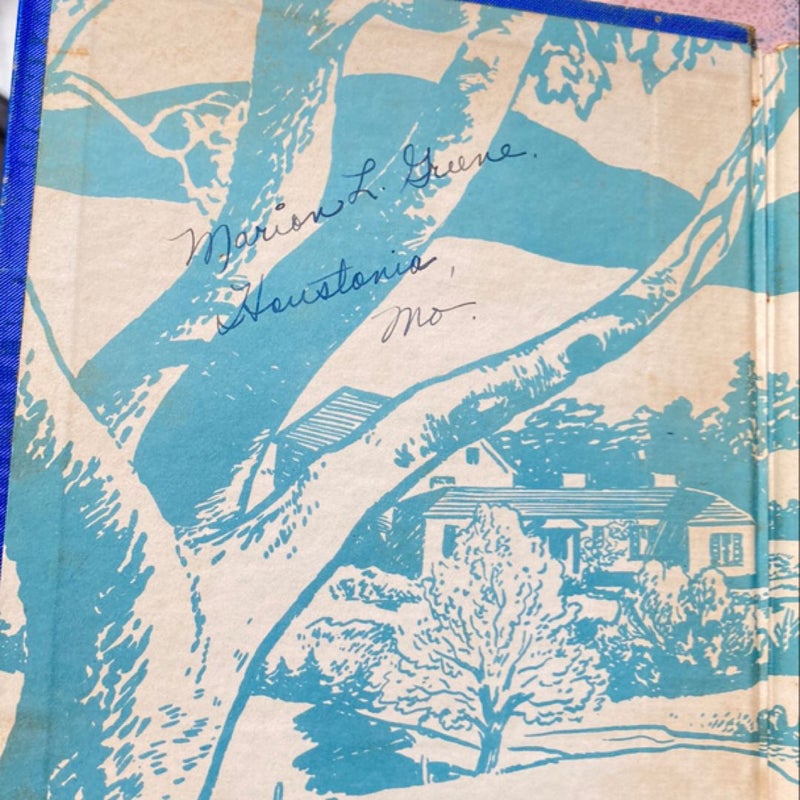 Marion L. Greene.
Houstonia,
Mo.